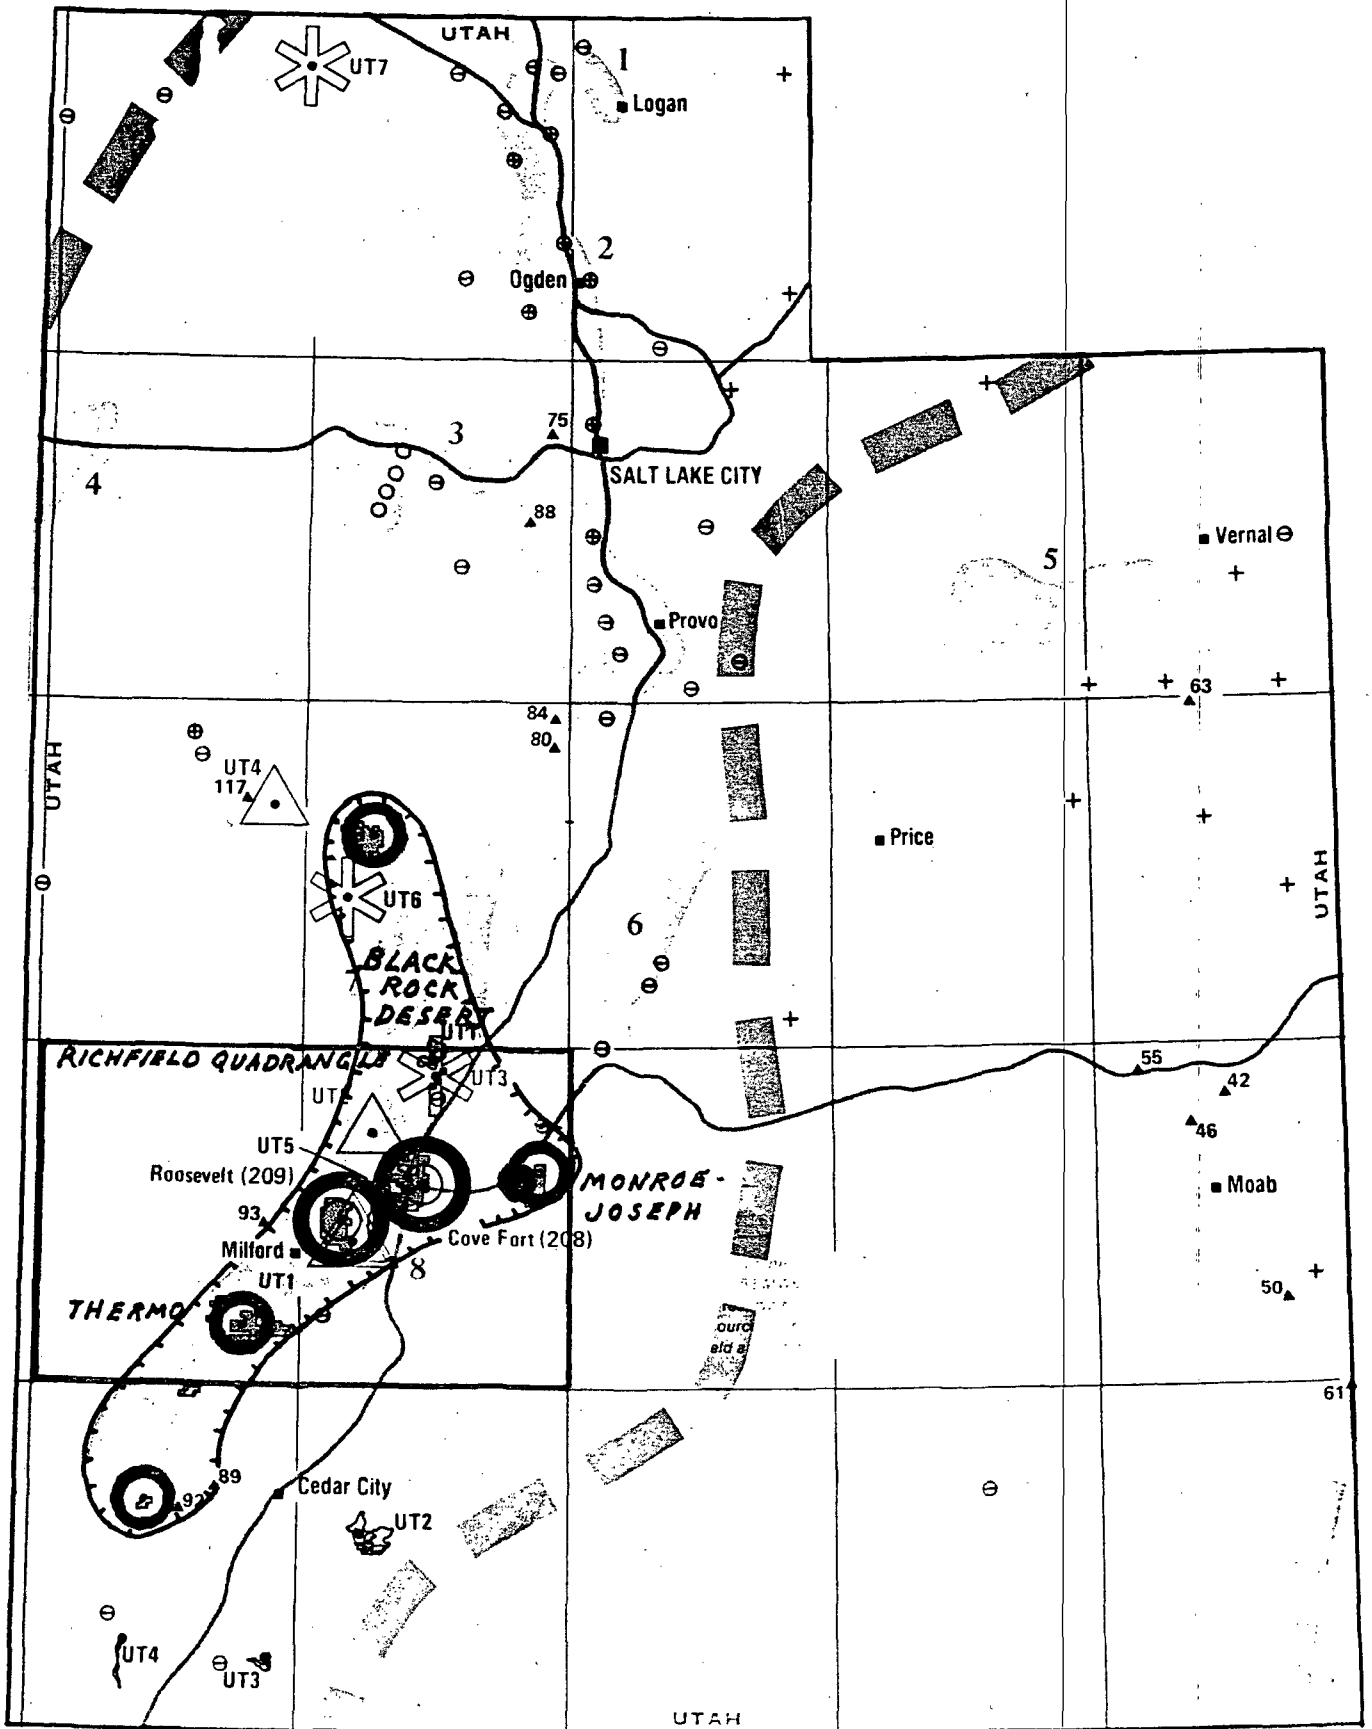 UTAH
UT7
1
Logan
2
Ogden
75
3
SALT LAKE CITY
4
88
Vernal
5
Provo
63
84
80
UTAH
UT4
117
Price
UTAH
UT6
6
BLACK
ROCK
DESERT
RICHFIELD QUADRANGLE
UT3
55
42
46
UT5
Roosevelt (209)
MONROE-
JOSEPH
Moab
93
Cove Fort (208)
Milford
8
UT1
50
THERMO
ourc
eld a
61
89
92
Cedar City
UT2
UT4
UT3
UTAH